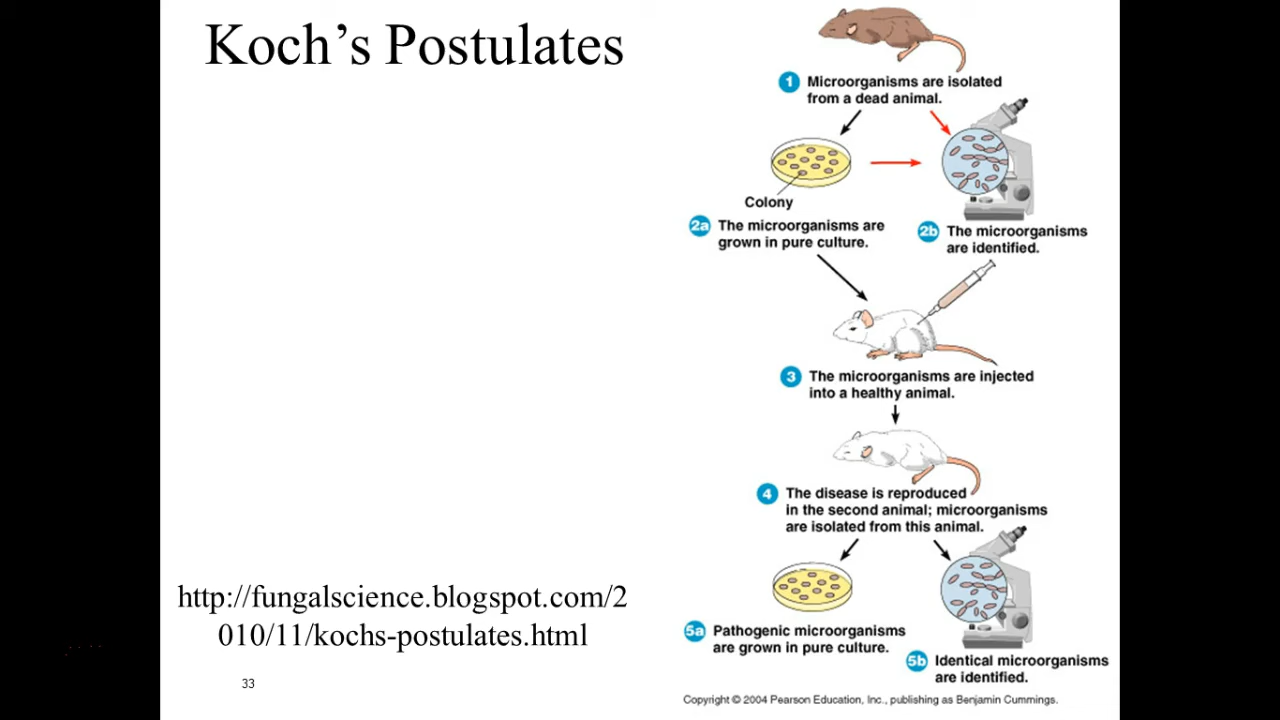 Koch’s Postulates
1 Microorganisms are isolated
from a dead animal.
Colony
2a The microorganisms are
grown in pure culture.
2b The microorganisms
are identified.
3 The microorganisms are injected
into a healthy animal.
4 The disease is reproduced
in the second animal; microorganisms
are isolated from this animal.
5a Pathogenic microorganisms
are grown in pure culture.
5b Identical microorganisms
are identified.
http://fungalscience.blogspot.com/2
010/11/kochs-postulates.html
33
Copyright © 2004 Pearson Education, Inc., publishing as Benjamin Cummings.